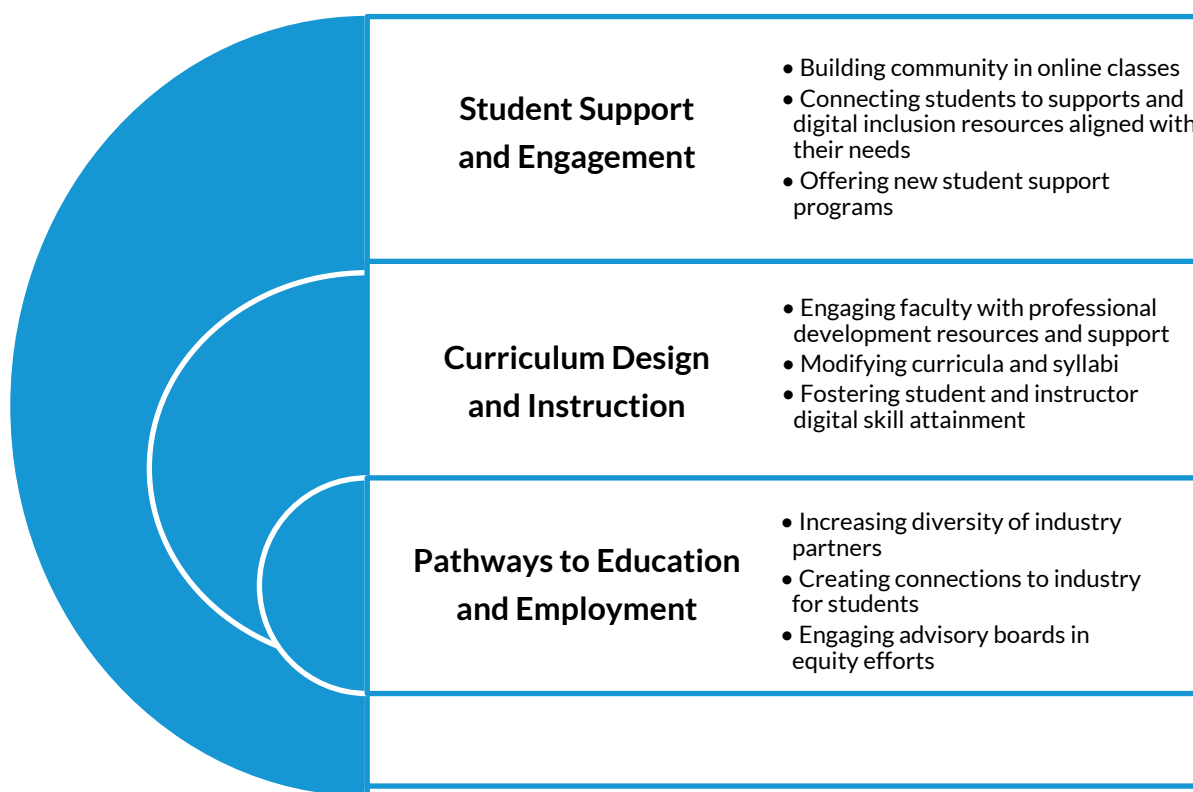 Student Support
and Engagement
• Building community in online classes
• Connecting students to supports and
digital inclusion resources aligned with
their needs
• Offering new student support
programs
Curriculum Design
and Instruction
• Engaging faculty with professional
development resources and support
• Modifying curricula and syllabi
• Fostering student and instructor
digital skill attainment
Pathways to Education
and Employment
• Increasing diversity of industry
partners
• Creating connections to industry
for students
• Engaging advisory boards in
equity efforts